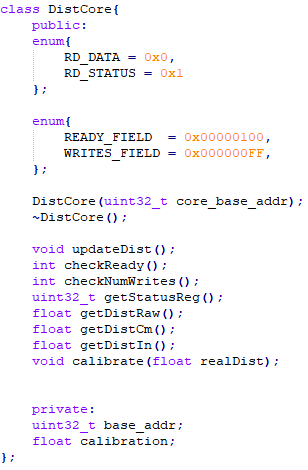 class DistCore{
public:
enum{
RD_DATA = 0x0,
RD_STATUS = 0x1
};
enum{
READY_FIELD = 0x00000100,
WRITES_FIELD = 0x000000FF,
};
DistCore(uint32_t core_base_addr);
~DistCore();
void updateDist();
int checkReady();
int checkNumWrites();
uint32_t getStatusReg();
float getDistRaw();
float getDistCm();
float getDistIn();
void calibrate(float realDist);
private:
uint32_t base_addr;
float calibration;
};